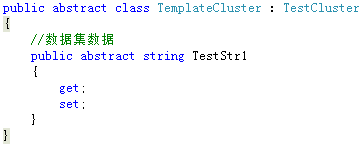 public abstract class TemplateCluster : TestCluster
{
//数据集数据
public abstract string TestStr1
{
get;
set;
}
}